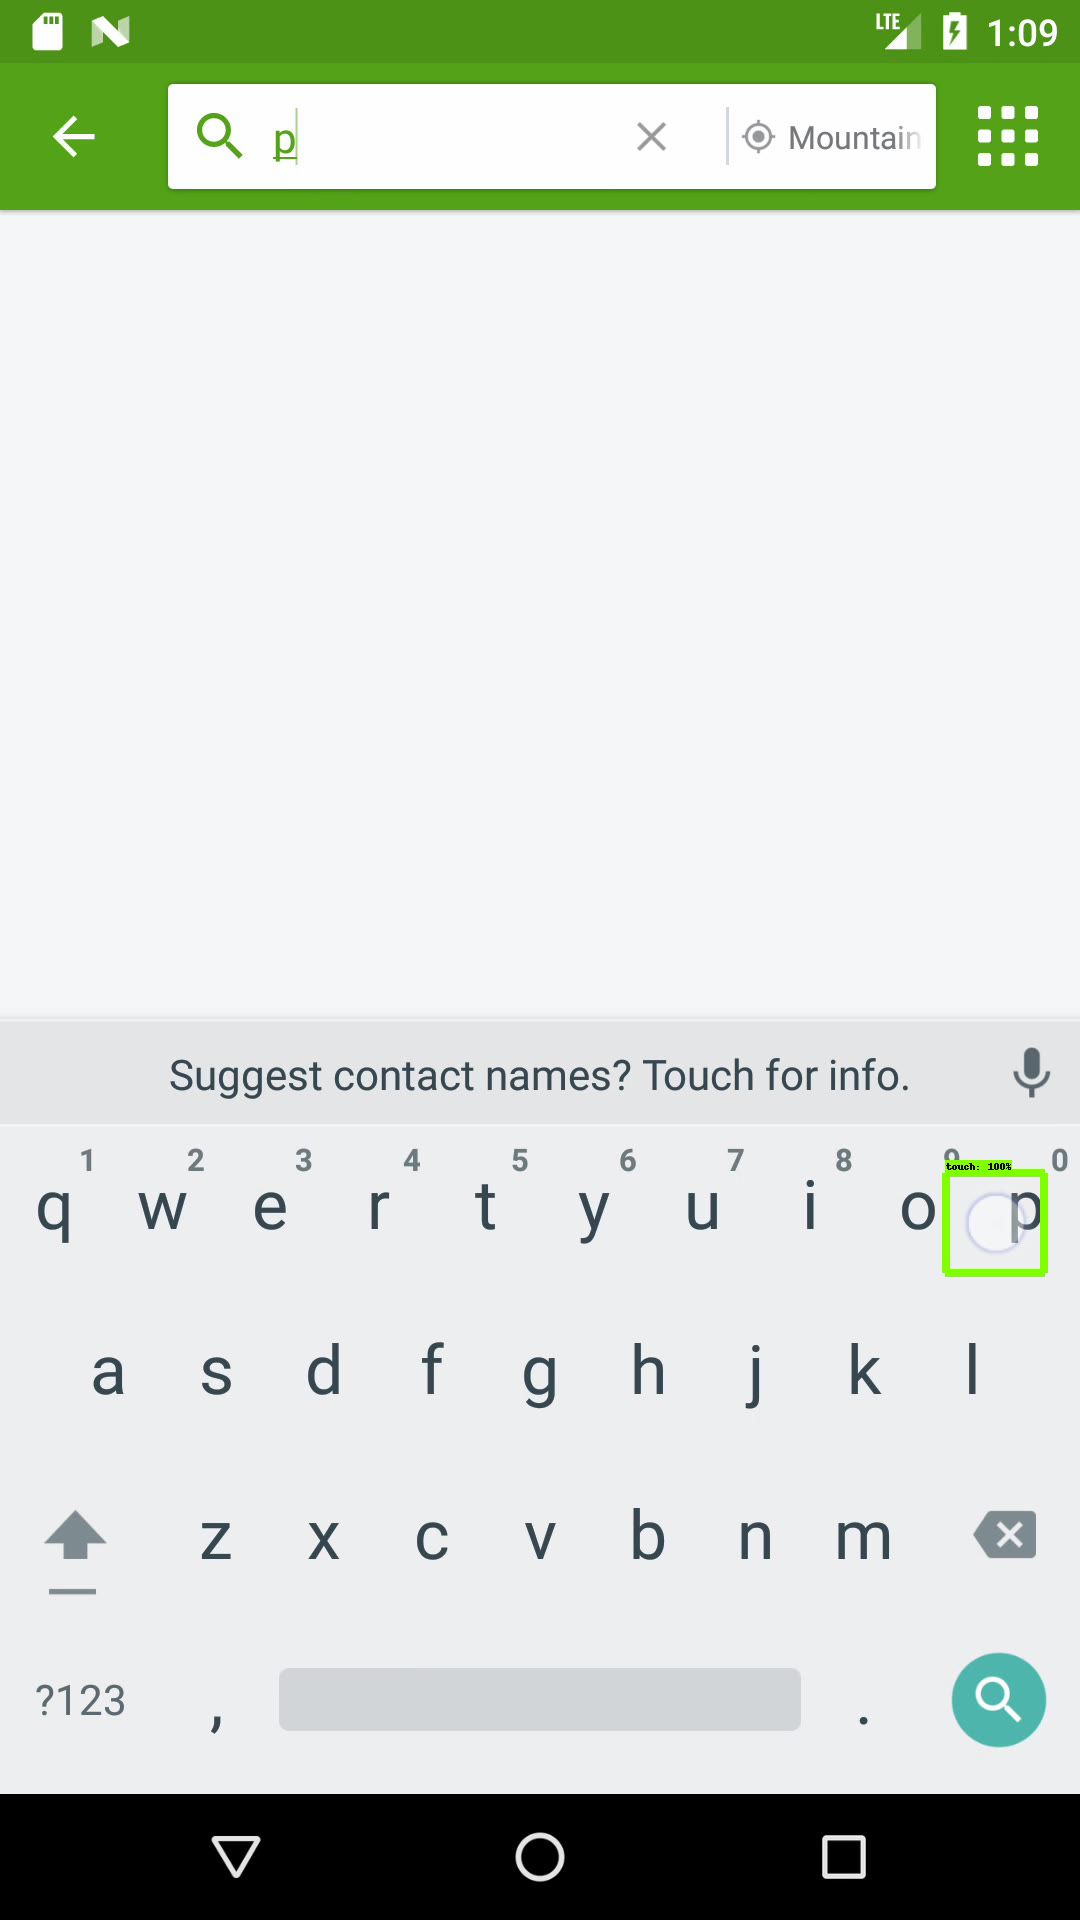 LTE 1:09
p Mountain
Suggest contact names? Touch for info.
1 2 3 4 5 6 7 8 9 0
touch: 100%
q w e r t y u i o p
a s d f g h j k l
z x c v b n m
?123 , .